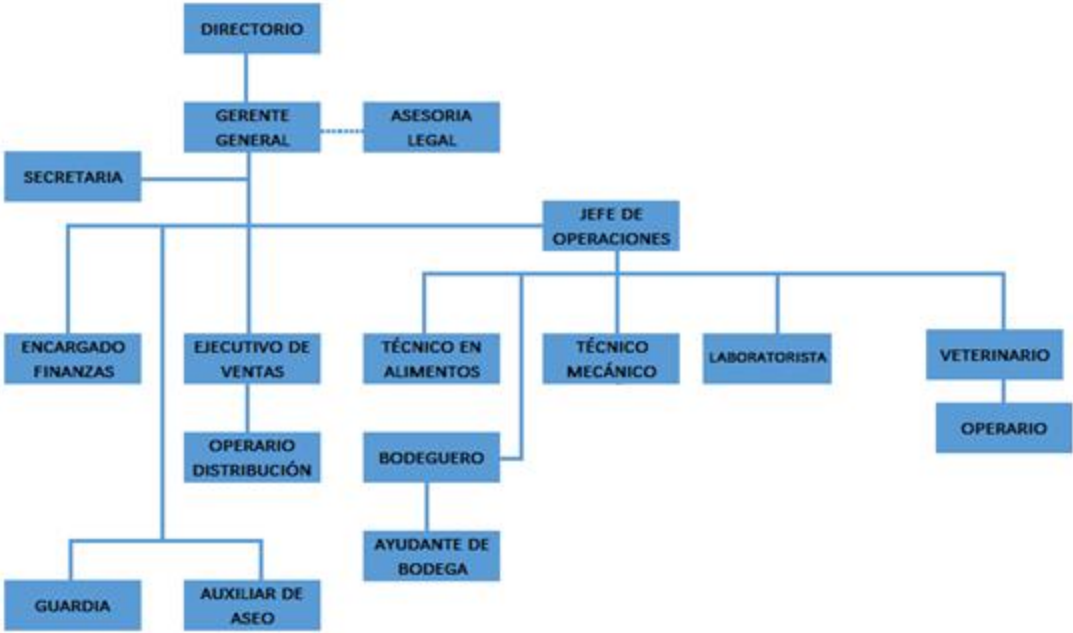 DIRECTORIO
GERENTE
GENERAL
ASESORIA
LEGAL
SECRETARIA
JEFE DE
OPERACIONES
ENCARGADO
FINANZAS
EJECUTIVO DE
VENTAS
TÉCNICO EN
ALIMENTOS
TÉCNICO
MECÁNICO
LABORATORISTA
VETERINARIO
OPERARIO
DISTRIBUCIÓN
BODEGUERO
OPERARIO
AYUDANTE DE
BODEGA
GUARDIA
AUXILIAR DE
ASEO